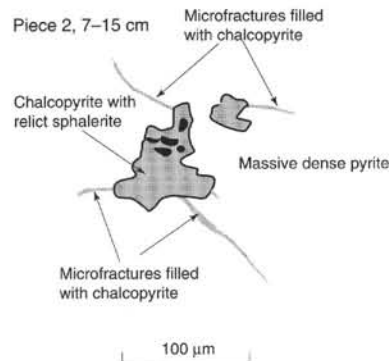 Piece 2, 7–15 cm
Microfractures filled
with chalcopyrite
Chalcopyrite with
relict sphalerite
Massive dense pyrite
Microfractures filled
with chalcopyrite
100 μm